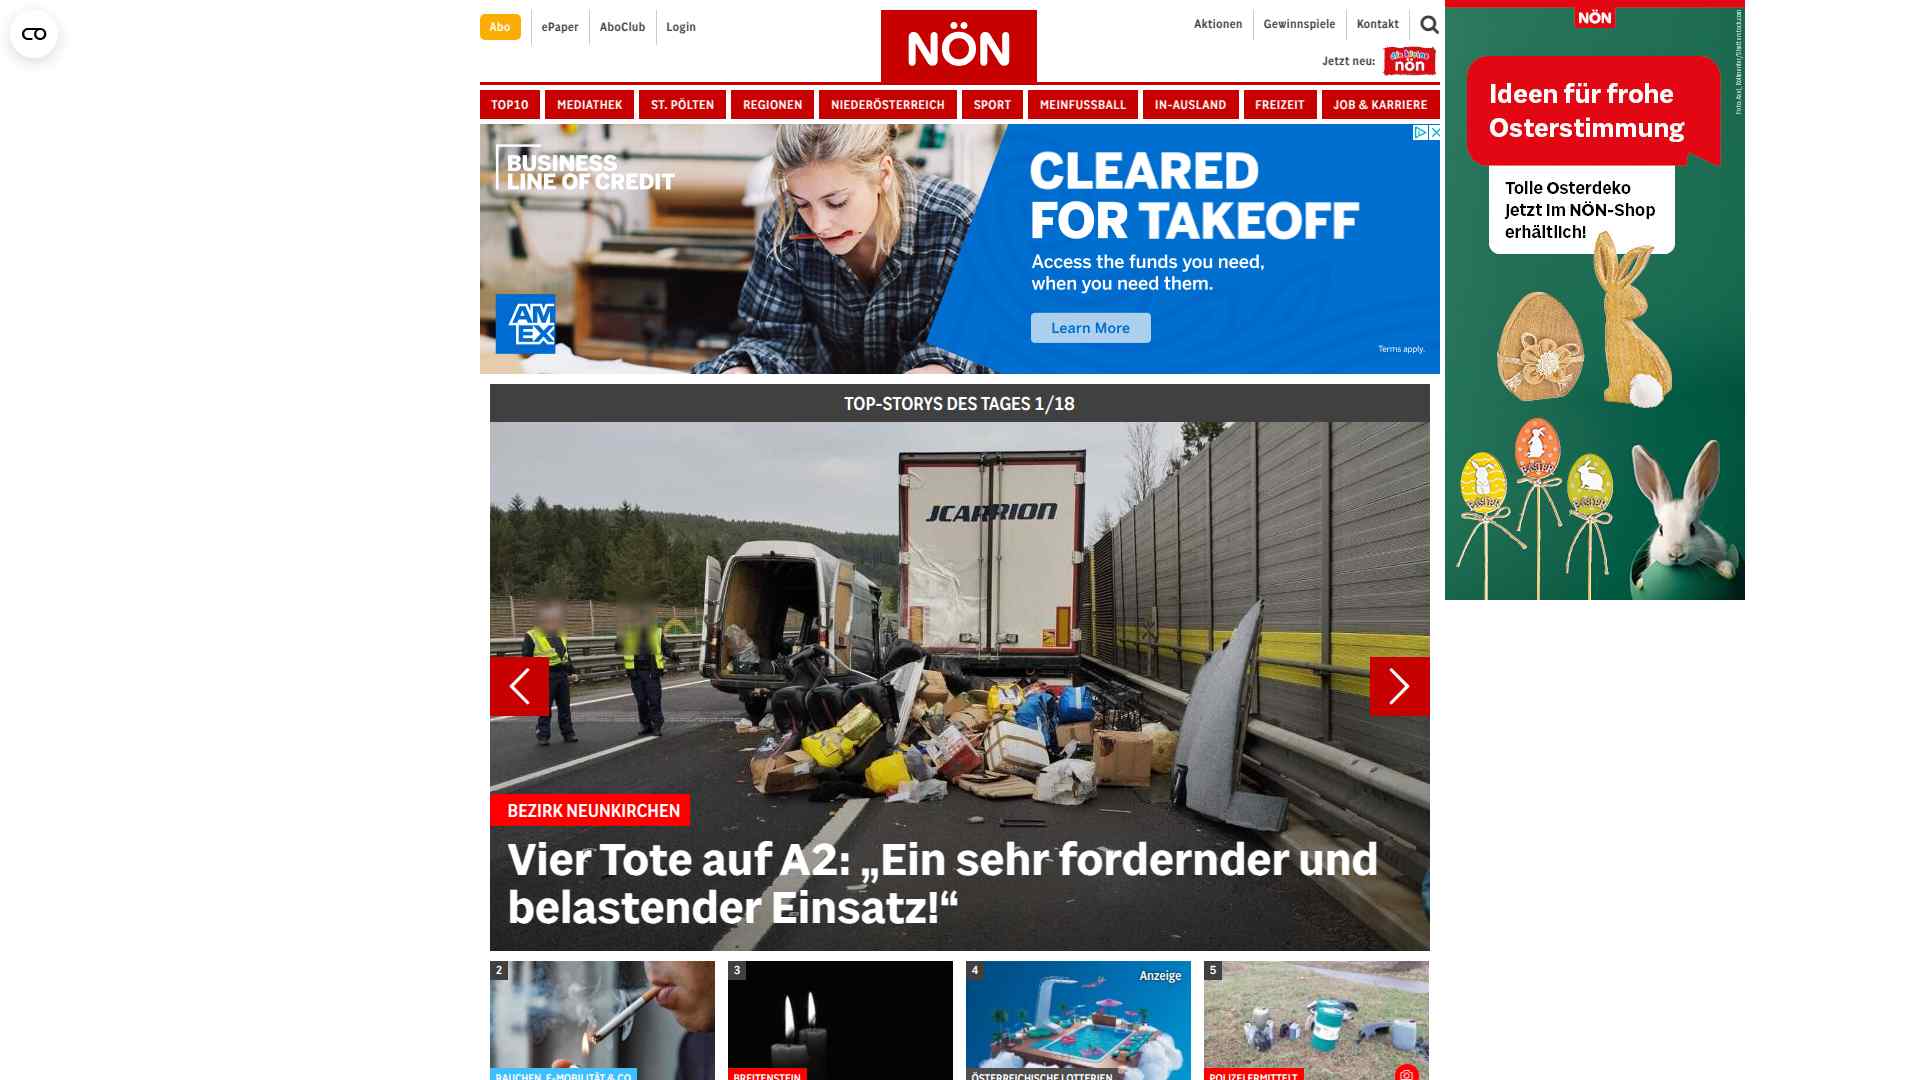 Abo
ePaper
AboClub
Login
NÖN
Aktionen
Gewinnspiele
Kontakt
Jetzt neu:
die kleine
nön
TOP10
MEDIATHEK
ST. PÖLTEN
REGIONEN
NIEDERÖSTERREICH
SPORT
MEINFUSSBALL
IN-AUSLAND
FREIZEIT
JOB & KARRIERE
BUSINESS
LINE OF CREDIT
AM
EX
CLEARED
FOR TAKEOFF
Access the funds you need,
when you need them.
Learn More
Terms apply.
NÖN
Ideen für frohe
Osterstimmung
Tolle Osterdeko
jetzt im NÖN-Shop
erhältlich!
EASTER
EASTER
EASTER
TOP-STORYS DES TAGES 1/18
JCARRION
BEZIRK NEUNKIRCHEN
Vier Tote auf A2: „Ein sehr fordernder und
belastender Einsatz!“
2
RAUCHEN, E-MOBILITÄT & CO
3
BREITENSTEIN
4
Anzeige
ÖSTERREICHISCHE LOTTERIEN
5
POLIZEI ERMITTELT